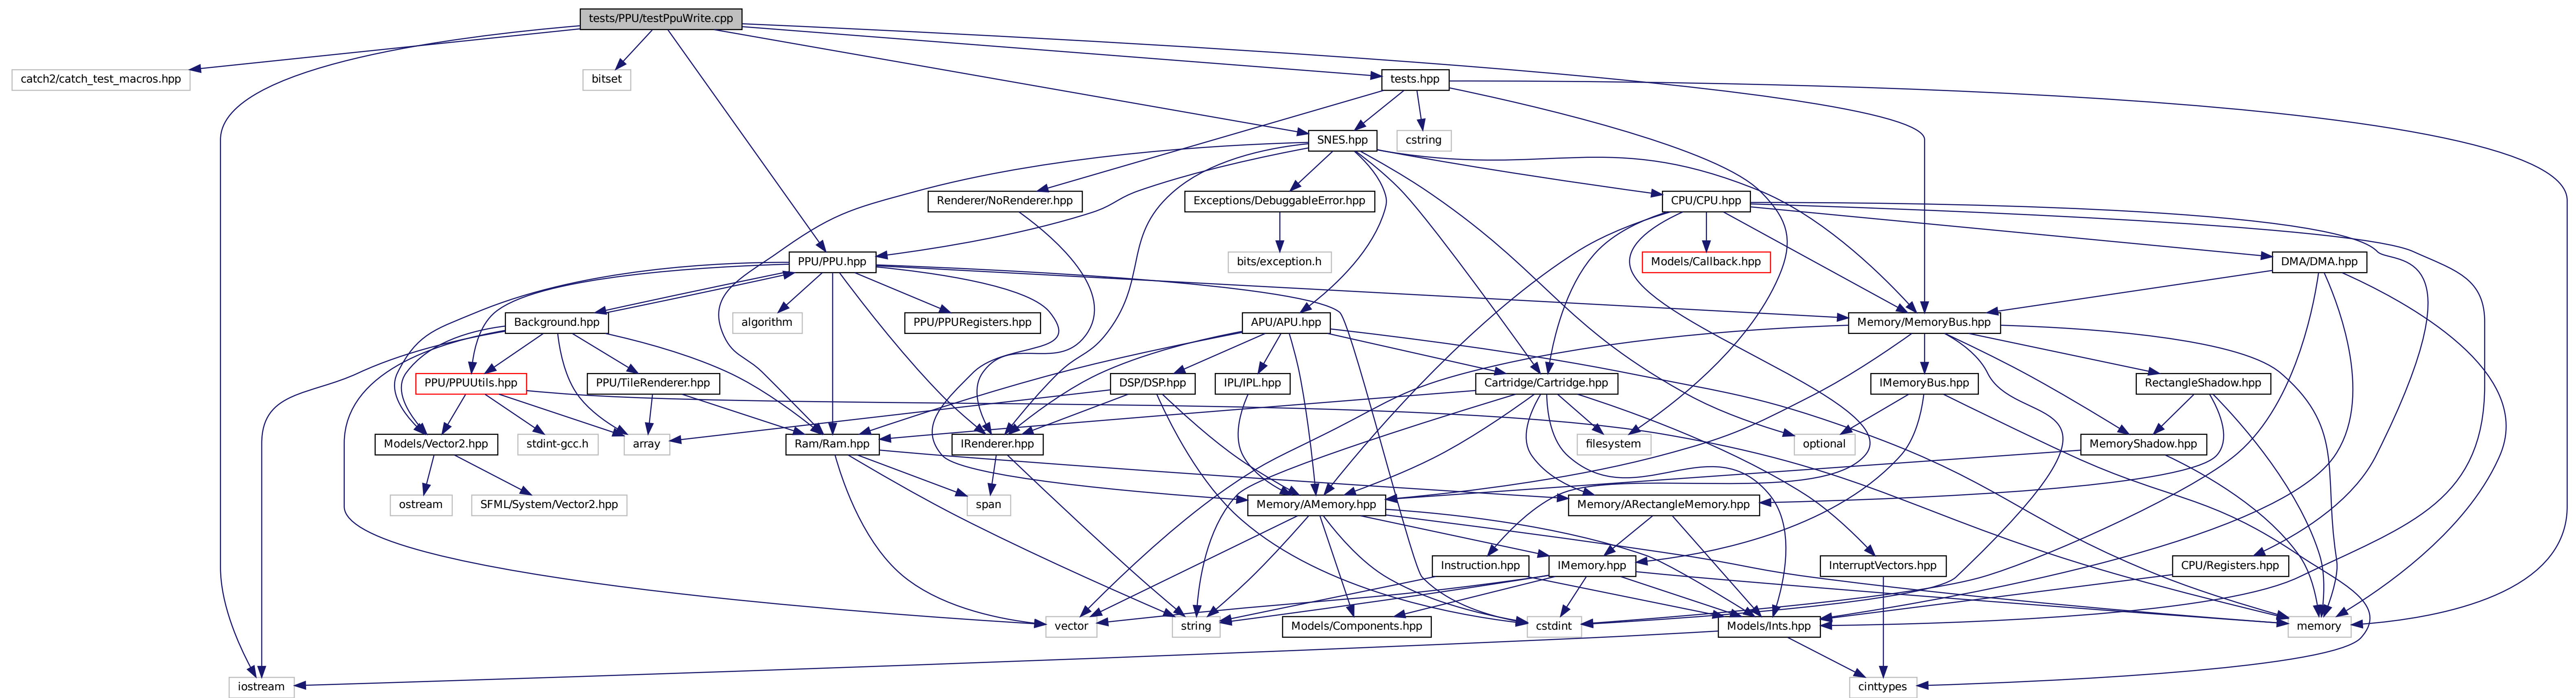 tests/PPU/testPpuWrite.cpp
catch2/catch_test_macros.hpp
bitset
tests.hpp
SNES.hpp
cstring
Renderer/NoRenderer.hpp
Exceptions/DebuggableError.hpp
CPU/CPU.hpp
PPU/PPU.hpp
bits/exception.h
Models/Callback.hpp
DMA/DMA.hpp
Background.hpp
algorithm
PPU/PPURegisters.hpp
APU/APU.hpp
Memory/MemoryBus.hpp
PPU/PPUUtils.hpp
PPU/TileRenderer.hpp
DSP/DSP.hpp
IPL/IPL.hpp
Cartridge/Cartridge.hpp
IMemoryBus.hpp
RectangleShadow.hpp
Models/Vector2.hpp
stdint-gcc.h
array
Ram/Ram.hpp
IRenderer.hpp
filesystem
optional
MemoryShadow.hpp
ostream
SFML/System/Vector2.hpp
span
Memory/AMemory.hpp
Memory/ARectangleMemory.hpp
Instruction.hpp
IMemory.hpp
InterruptVectors.hpp
CPU/Registers.hpp
vector
string
Models/Components.hpp
cstdint
Models/Ints.hpp
memory
iostream
cinttypes